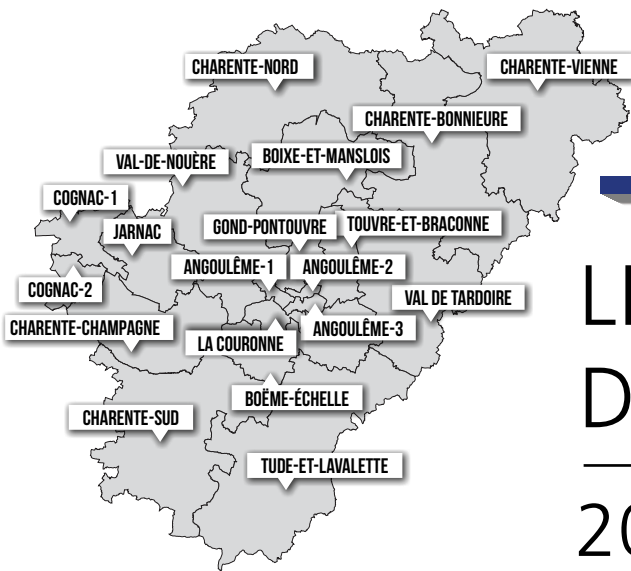 CHARENTE-NORD
CHARENTE-VIENNE
CHARENTE-BONNIEURE
VAL-DE-NOUÈRE
BOIXE-ET-MANSLOIS
COGNAC-1
JARNAC
GOND-PONTOUVRE
TOUVRE-ET-BRACONNE
ANGOULÊME-1
ANGOULÊME-2
COGNAC-2
VAL DE TARDOIRE
CHARENTE-CHAMPAGNE
LA COURONNE
ANGOULÊME-3
BOËME-ÉCHELLE
CHARENTE-SUD
TUDE-ET-LAVALETTE
D
20